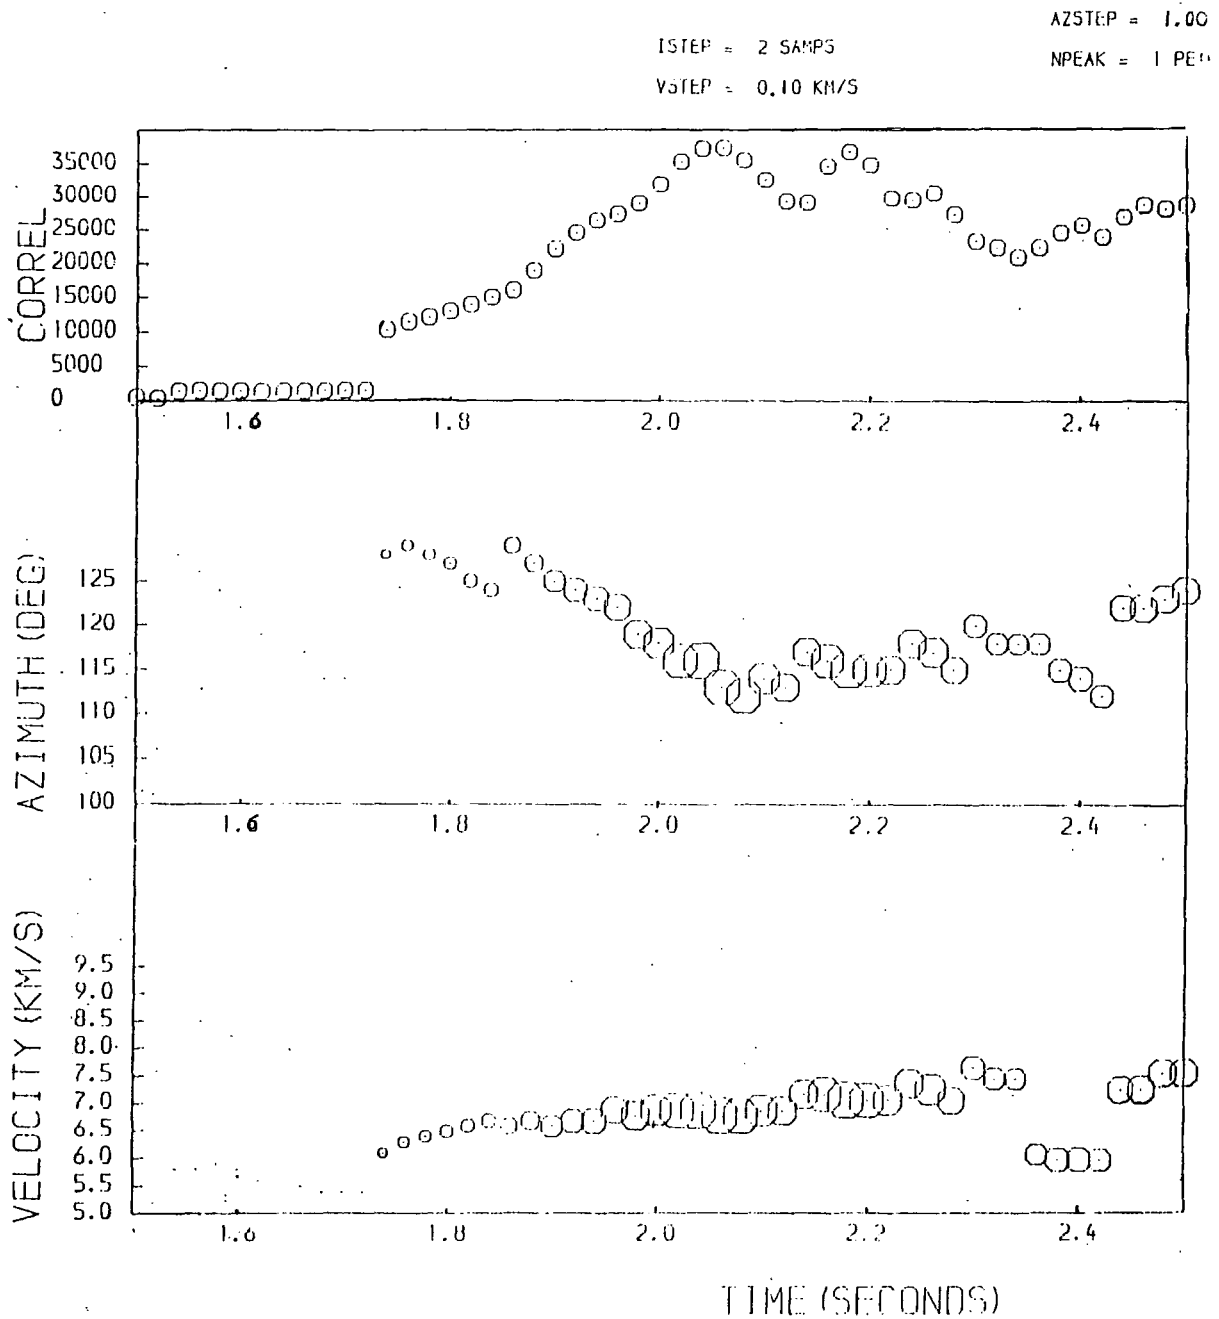 AZSTEP = 1.00
ISTEP = 2 SAMPS
NPEAK = 1
VSTEP = 0.10 KM/S
CORREL
35000
30000
25000
20000
15000
10000
5000
0
1.6 1.8 2.0 2.2 2.4
AZIMUTH (DEG)
125
120
115
110
105
100
1.6 1.8 2.0 2.2 2.4
VELOCITY (KM/S)
9.5
9.0
8.5
8.0
7.5
7.0
6.5
6.0
5.5
5.0
1.6 1.8 2.0 2.2 2.4
TIME (SECONDS)